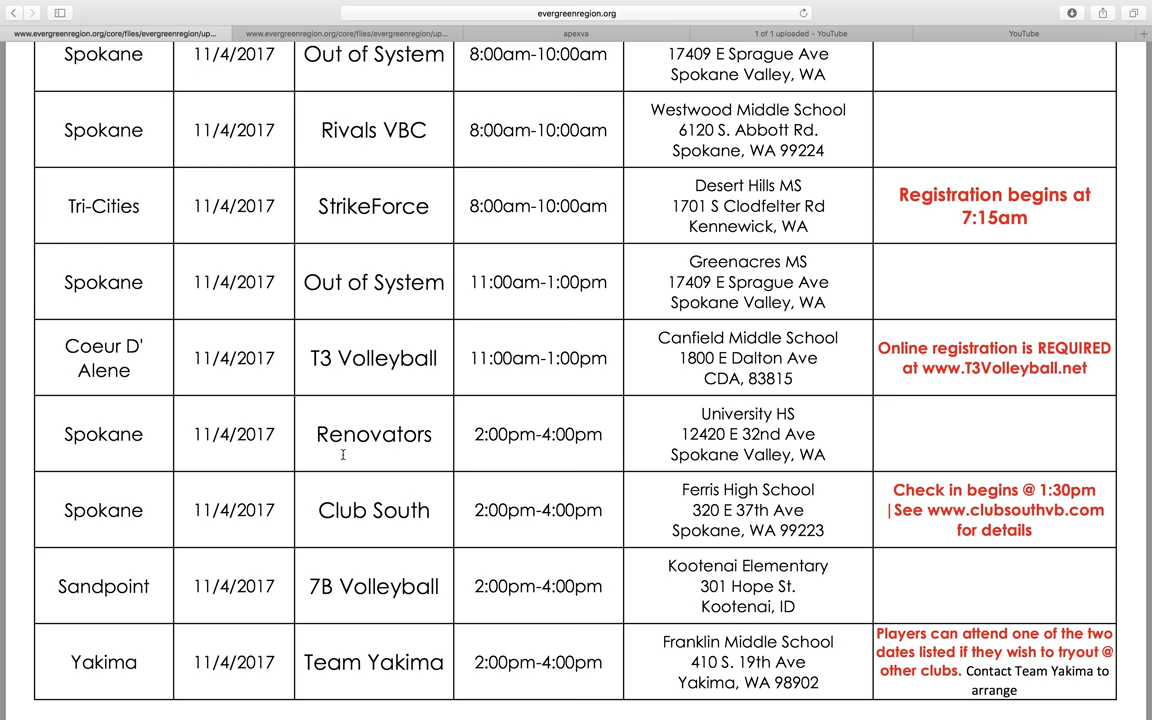 evergreenregion.org
www.evergreenregion.org/core/files/evergreenregion/up...
evergreenregion.org/core/files/evergreenregion/up...
apexva
1 of 1 uploaded - YouTube
YouTube
Spokane
11/4/2017
Out of System
8:00am-10:00am
17409 E Sprague Ave
Spokane Valley, WA
Spokane
11/4/2017
Rivals VBC
8:00am-10:00am
Westwood Middle School
6120 S. Abbott Rd.
Spokane, WA 99224
Tri-Cities
11/4/2017
StrikeForce
8:00am-10:00am
Desert Hills MS
1701 S Clodfelter Rd
Kennewick, WA
Registration begins at
7:15am
Spokane
11/4/2017
Out of System
11:00am-1:00pm
Greenacres MS
17409 E Sprague Ave
Spokane Valley, WA
Coeur D'
Alene
11/4/2017
T3 Volleyball
11:00am-1:00pm
Canfield Middle School
1800 E Dalton Ave
CDA, 83815
Online registration is REQUIRED
at www.T3Volleyball.net
Spokane
11/4/2017
Renovators
2:00pm-4:00pm
University HS
12420 E 32nd Ave
Spokane Valley, WA
Spokane
11/4/2017
Club South
2:00pm-4:00pm
Ferris High School
320 E 37th Ave
Spokane, WA 99223
Check in begins @ 1:30pm
|See www.clubsouthvb.com
for details
Sandpoint
11/4/2017
7B Volleyball
2:00pm-4:00pm
Kootenai Elementary
301 Hope St.
Kootenai, ID
Yakima
11/4/2017
Team Yakima
2:00pm-4:00pm
Franklin Middle School
410 S. 19th Ave
Yakima, WA 98902
Players can attend one of the two
dates listed if they wish to tryout @
other clubs. Contact Team Yakima to
arrange